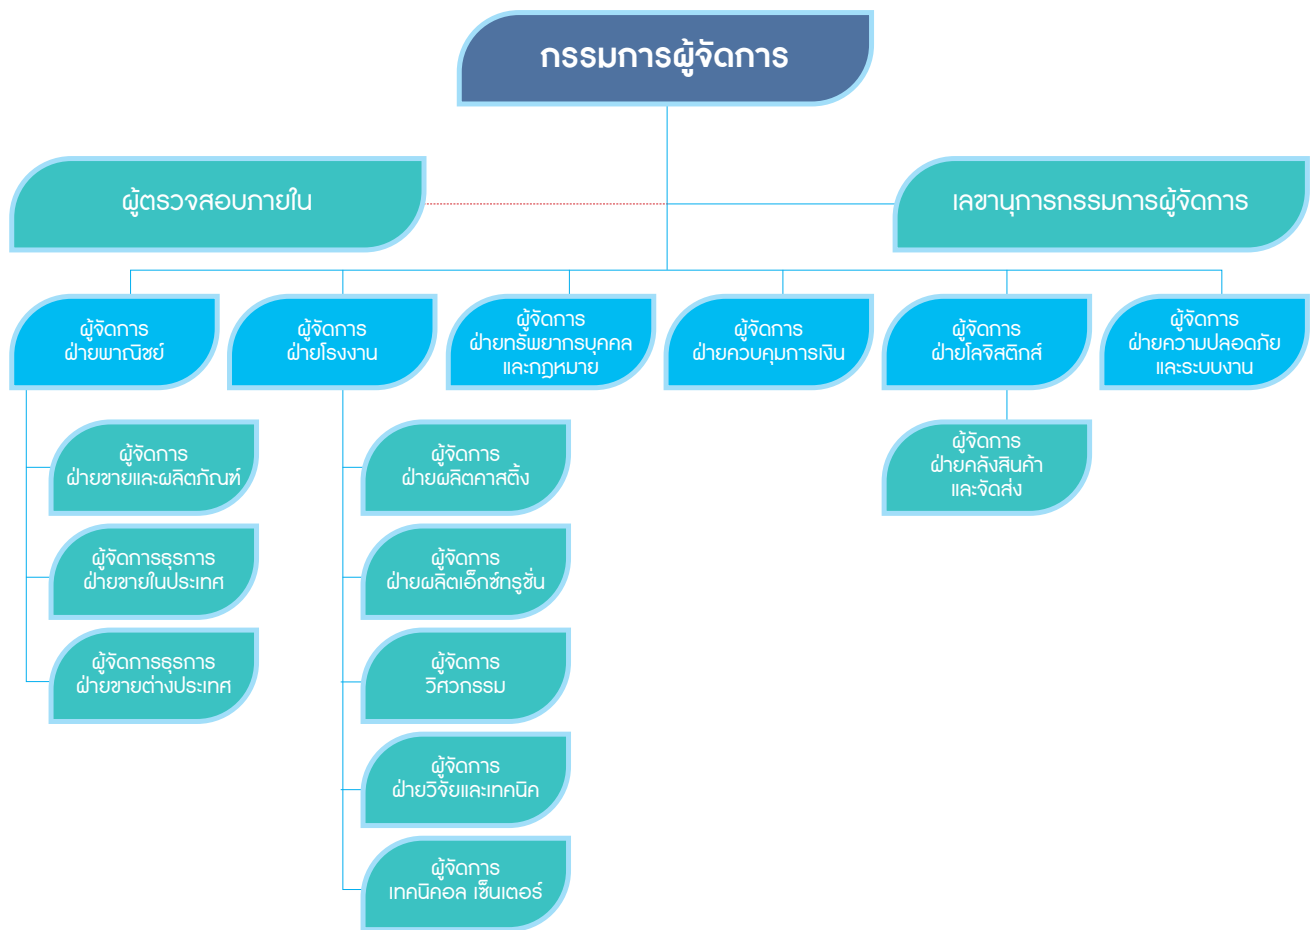 กรรมการผู้จัดการ
ผู้ตรวจสอบภายใน
เลขานุการกรรมการผู้จัดการ
ผู้จัดการ
ฝ่ายพาณิชย์
ผู้จัดการ
ฝ่ายโรงงาน
ผู้จัดการ
ฝ่ายทรัพยากรบุคคล
และกฎหมาย
ผู้จัดการ
ฝ่ายควบคุมการเงิน
ผู้จัดการ
ฝ่ายโลจิสติกส์
ผู้จัดการ
ฝ่ายความปลอดภัย
และระบบงาน
ผู้จัดการ
ฝ่ายขายและผลิตภัณฑ์
ผู้จัดการธุรการ
ฝ่ายขายในประเทศ
ผู้จัดการธุรการ
ฝ่ายขายต่างประเทศ
ผู้จัดการ
ฝ่ายผลิตคาสติ้ง
ผู้จัดการ
ฝ่ายผลิตเอ็กซ์ทรูชั่น
ผู้จัดการ
วิศวกรรม
ผู้จัดการ
ฝ่ายวิจัยและเทคนิค
ผู้จัดการ
เทคนิคอล เซ็นเตอร์
ผู้จัดการ
ฝ่ายคลังสินค้า
และจัดส่ง